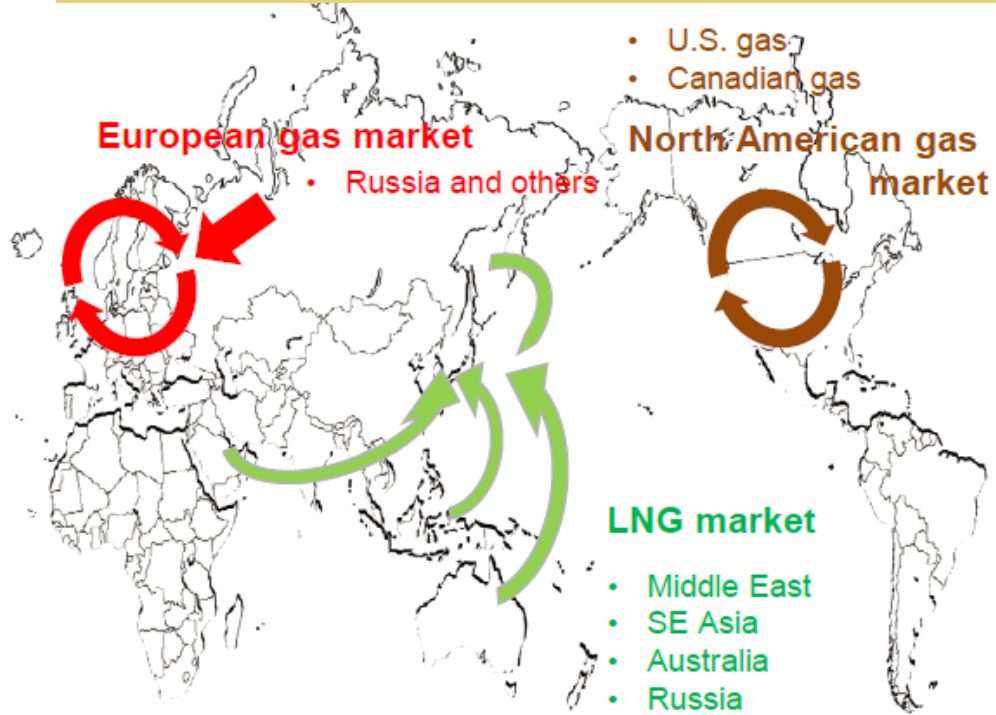 • U.S. gas
• Canadian gas
European gas market
• Russia and others
North American gas
market
LNG market
• Middle East
• SE Asia
• Australia
• Russia